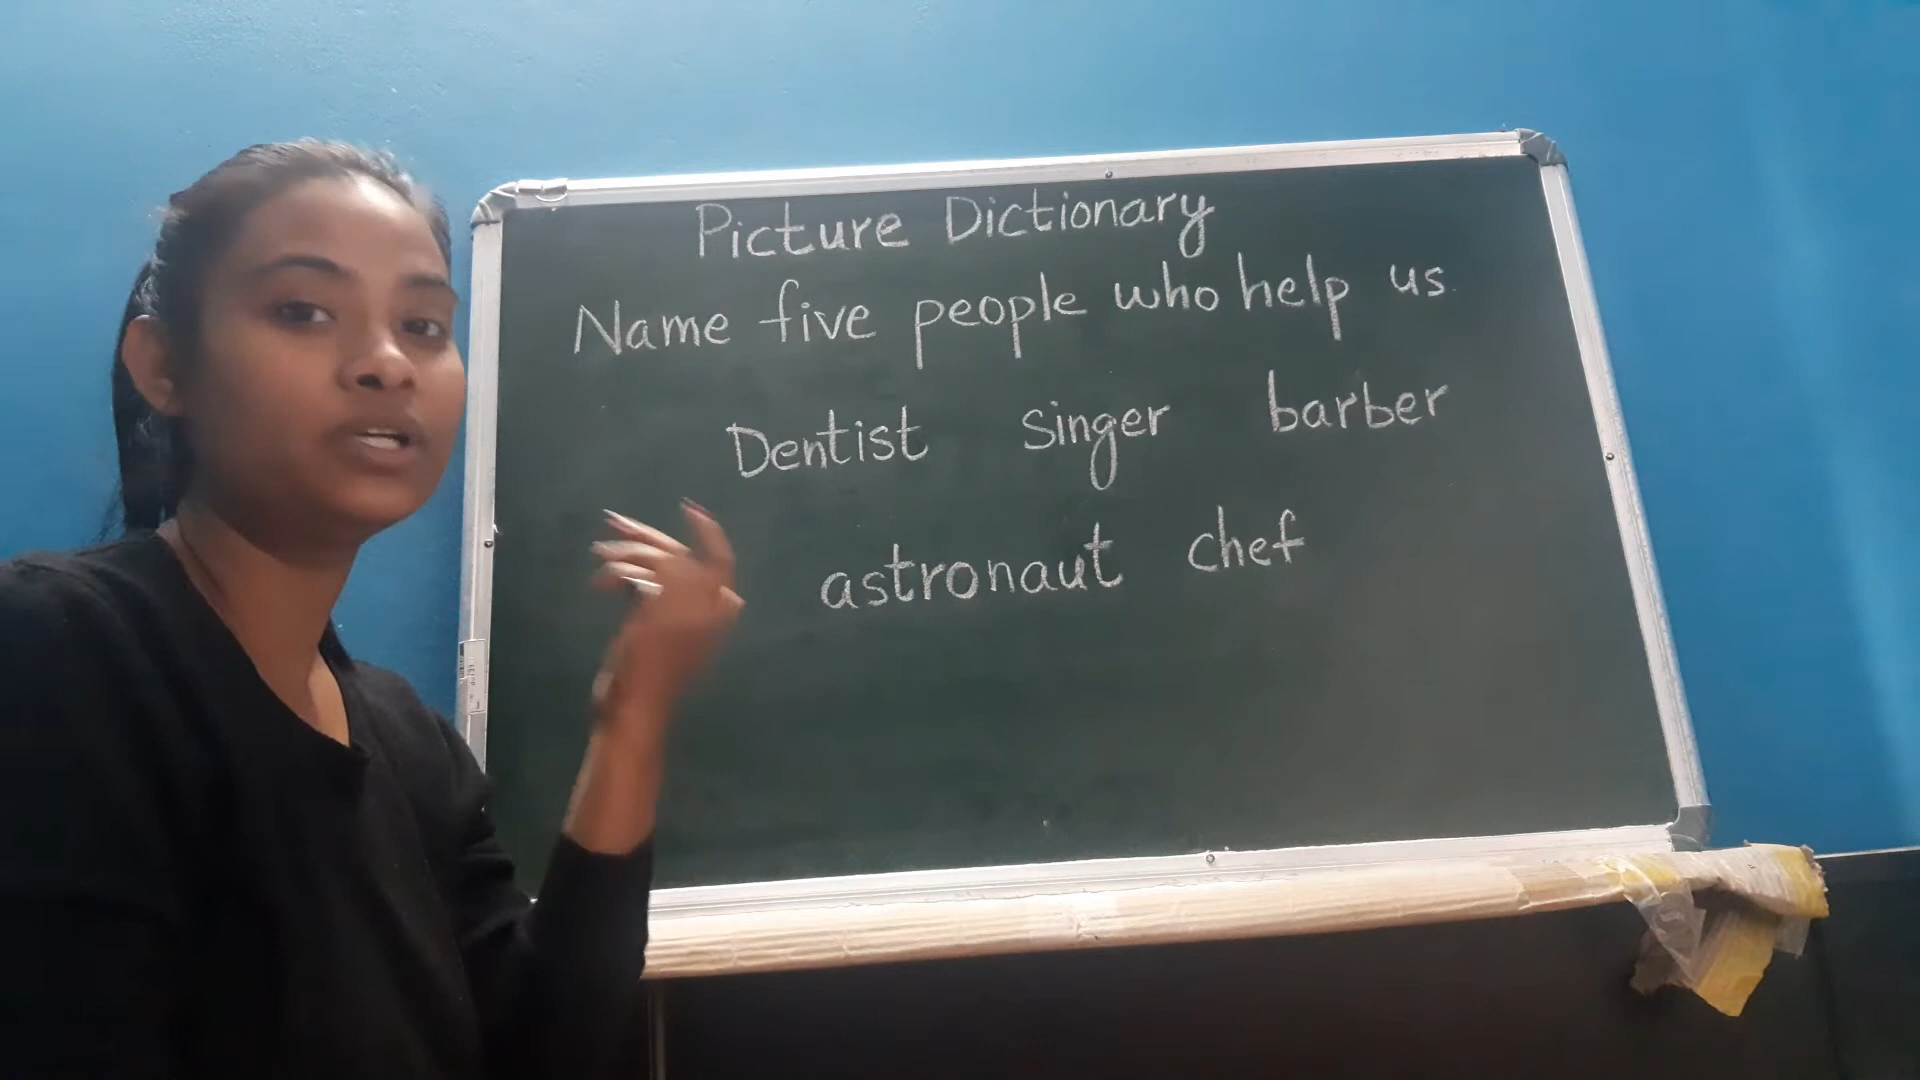 Picture Dictionary
Name five people who help us.
Dentist singer barber
astronaut chef